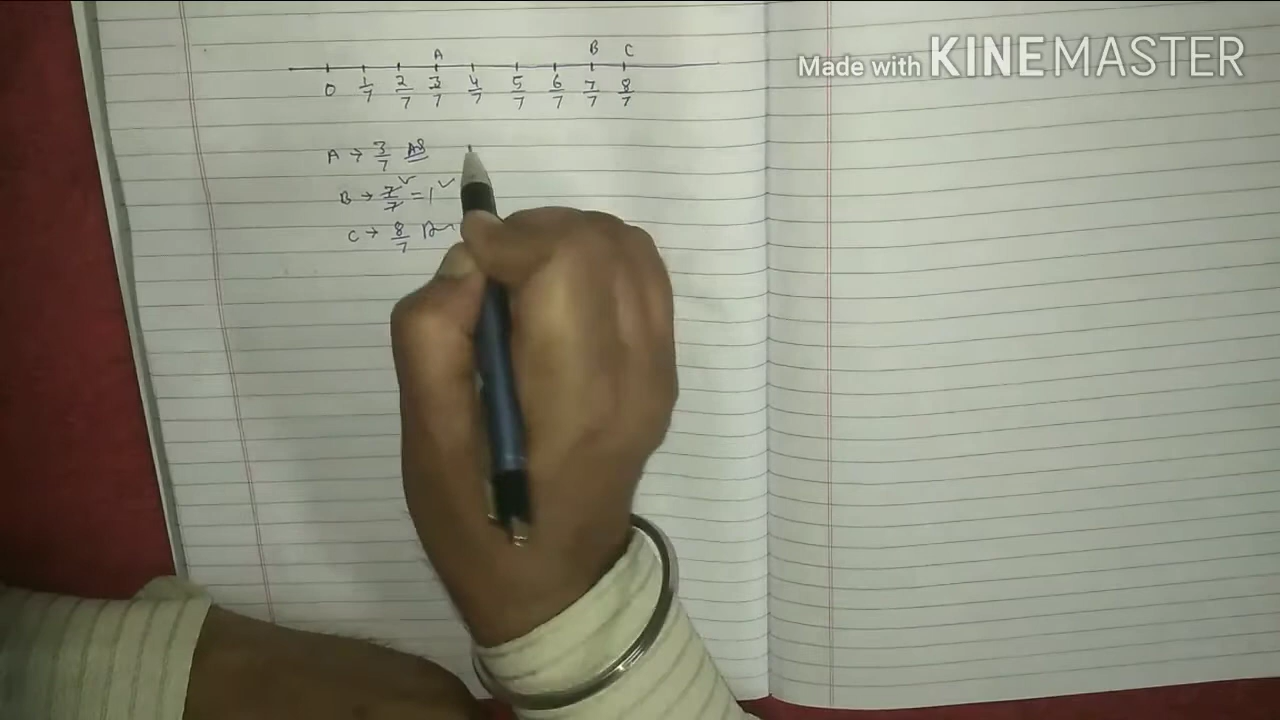 Made with KINEMASTER
A B C
0 1/7 2/7 3/7 4/7 5/7 6/7 7/7 8/7
A → 3/7
B → 7/7 = 1
C → 8/7